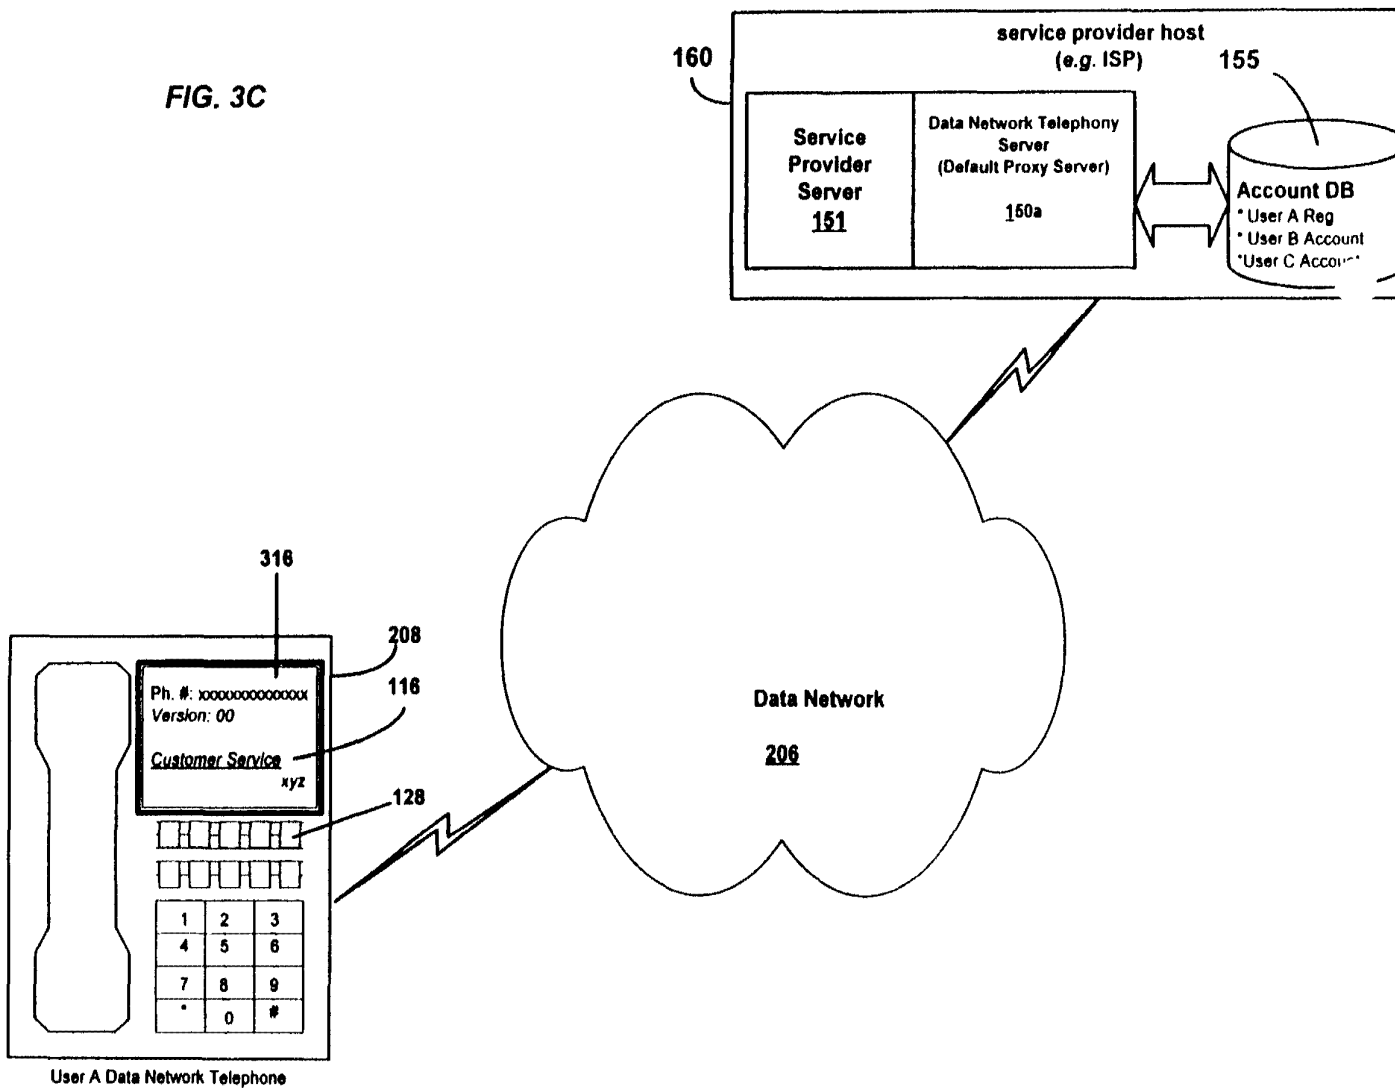 FIG. 3C
service provider host
(e.g. ISP)
160
155
Service
Provider
Server
151
Data Network Telephony
Server
(Default Proxy Server)
150a
Account DB
* User A Reg
* User B Account
*User C
316
208
Ph. #: xxxxxxxxxxxxxx
116
Version: 00
Customer Service
xyz
128
Data Network
206
1 2 3
4 5 6
7 8 9
* 0 #
User A Data Network Telephone